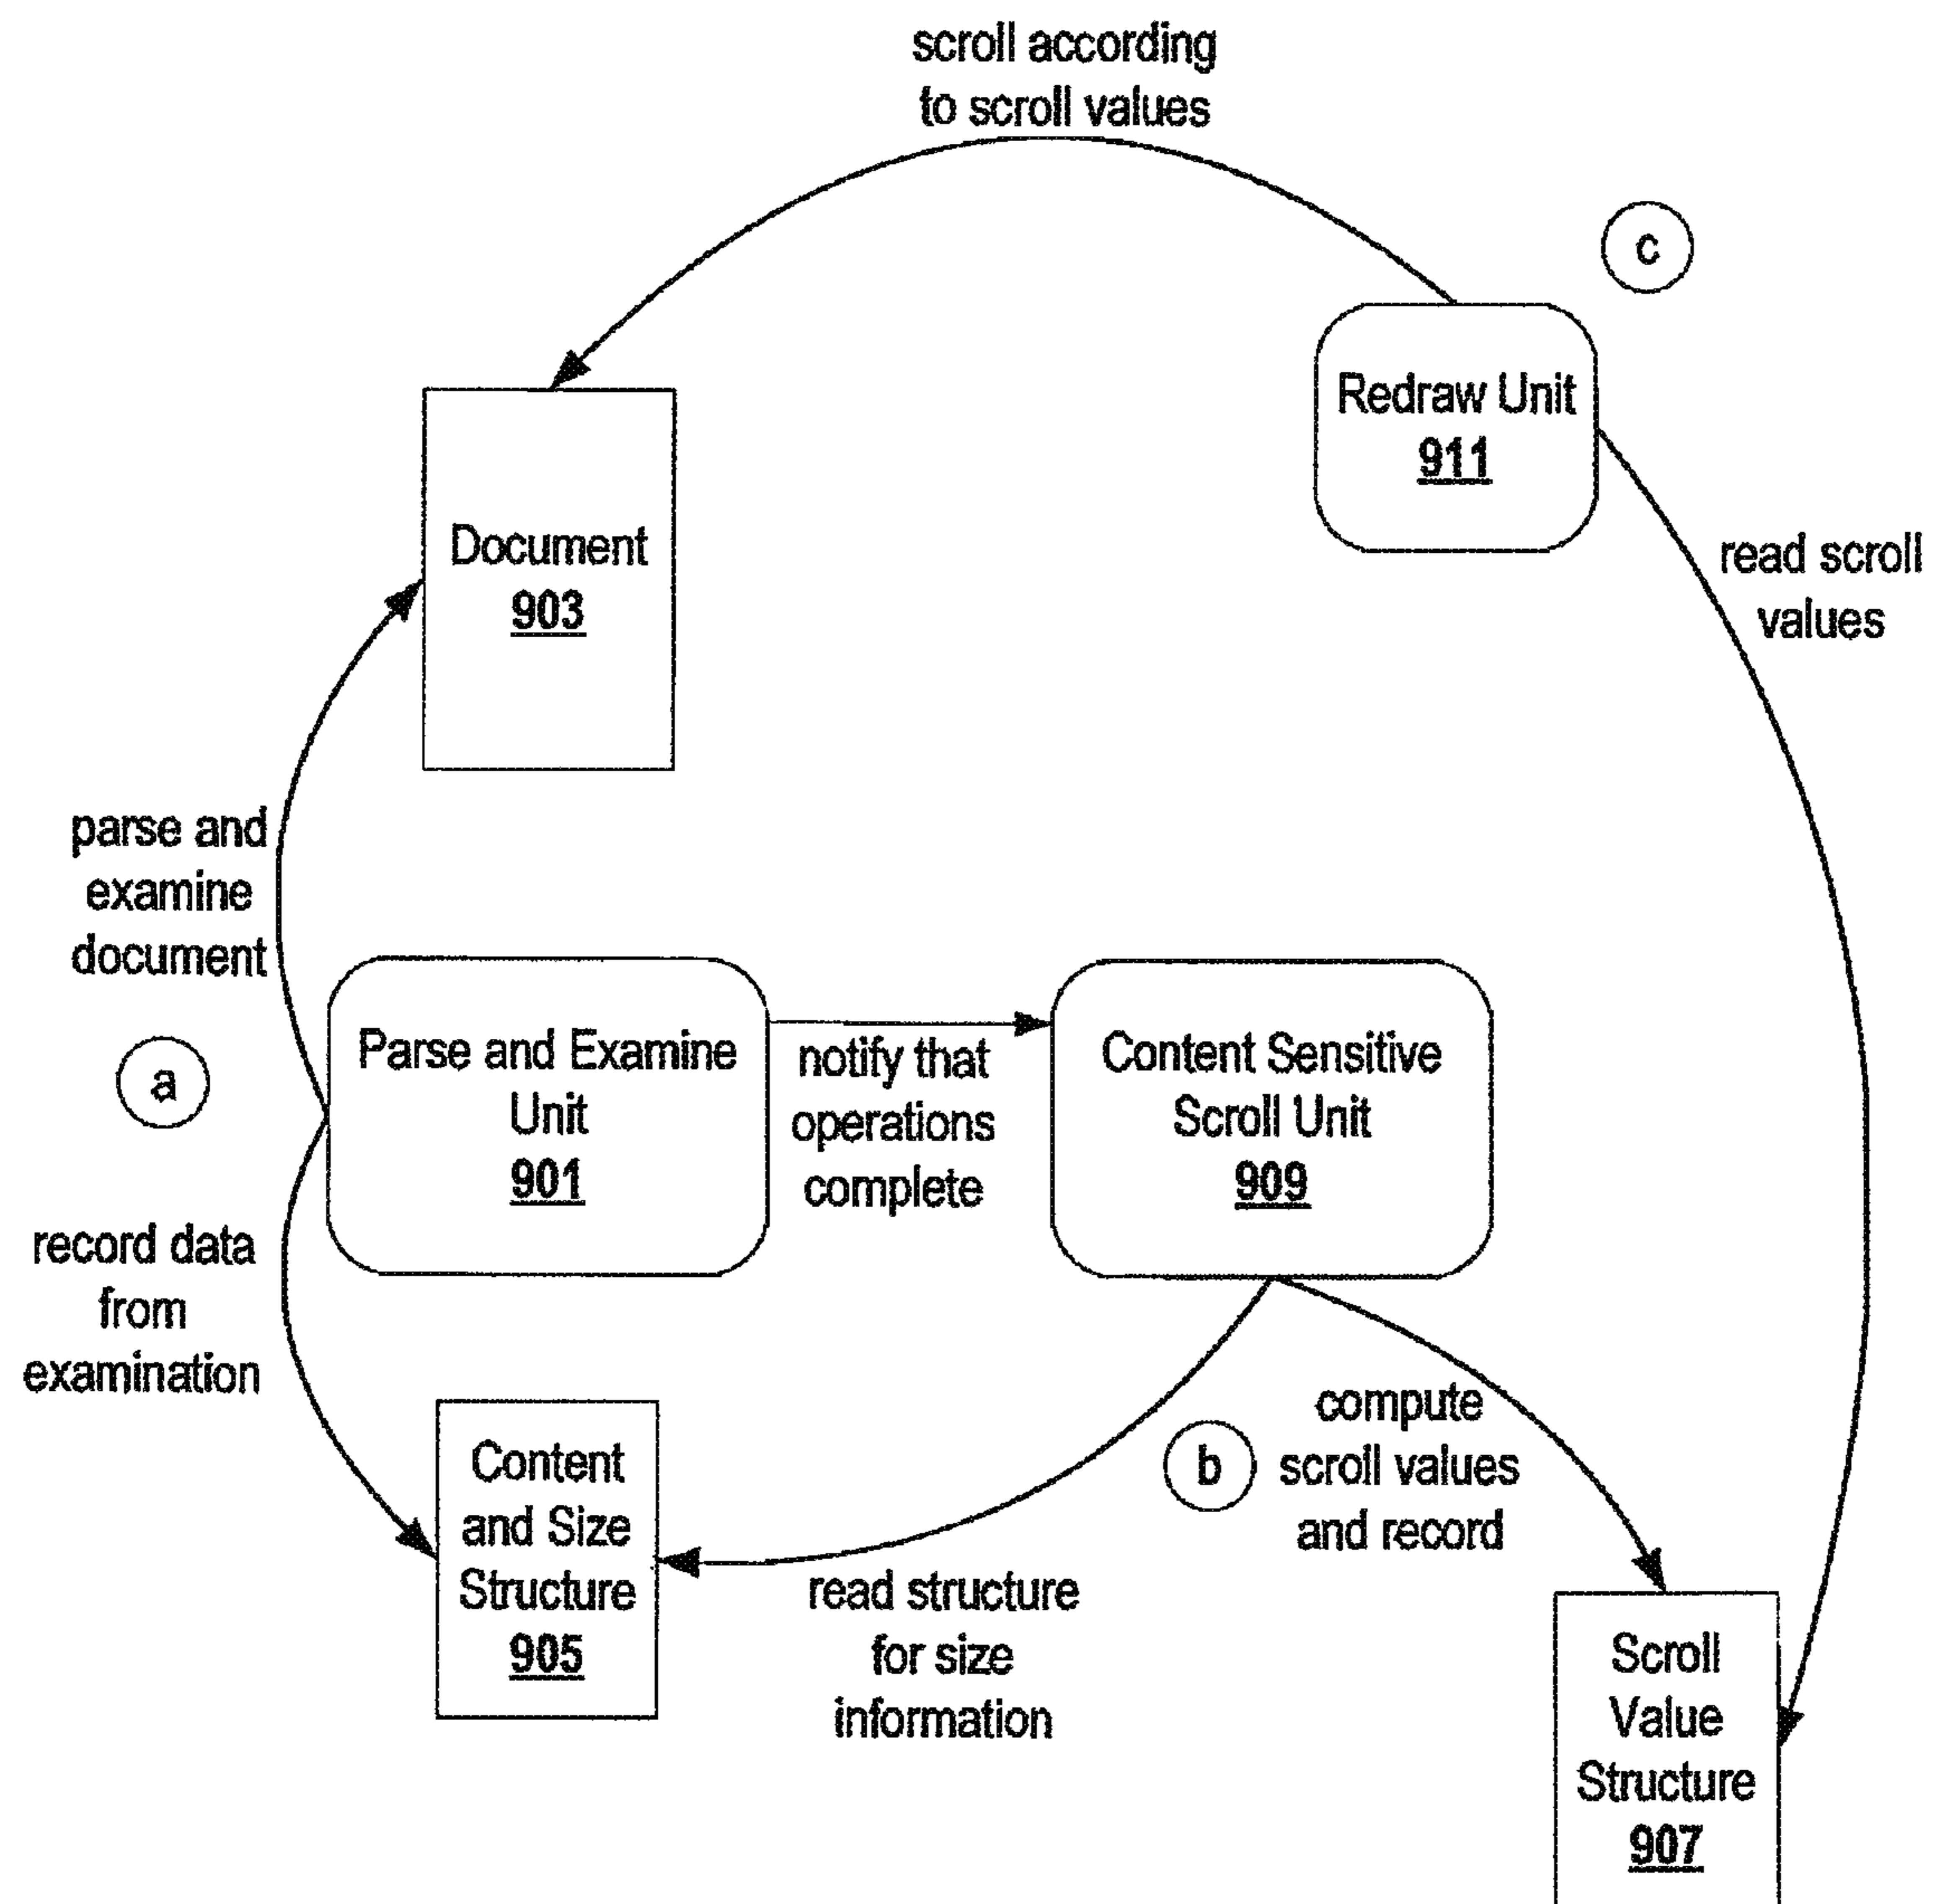 scroll according
to scroll values
c
Redraw Unit
911
read scroll
values
Document
903
parse and
examine
document
a
Parse and Examine
Unit
901
notify that
operations
complete
Content Sensitive
Scroll Unit
909
record data
from
examination
Content
and Size
Structure
905
b
compute
scroll values
and record
read structure
for size
information
Scroll
Value
Structure
907